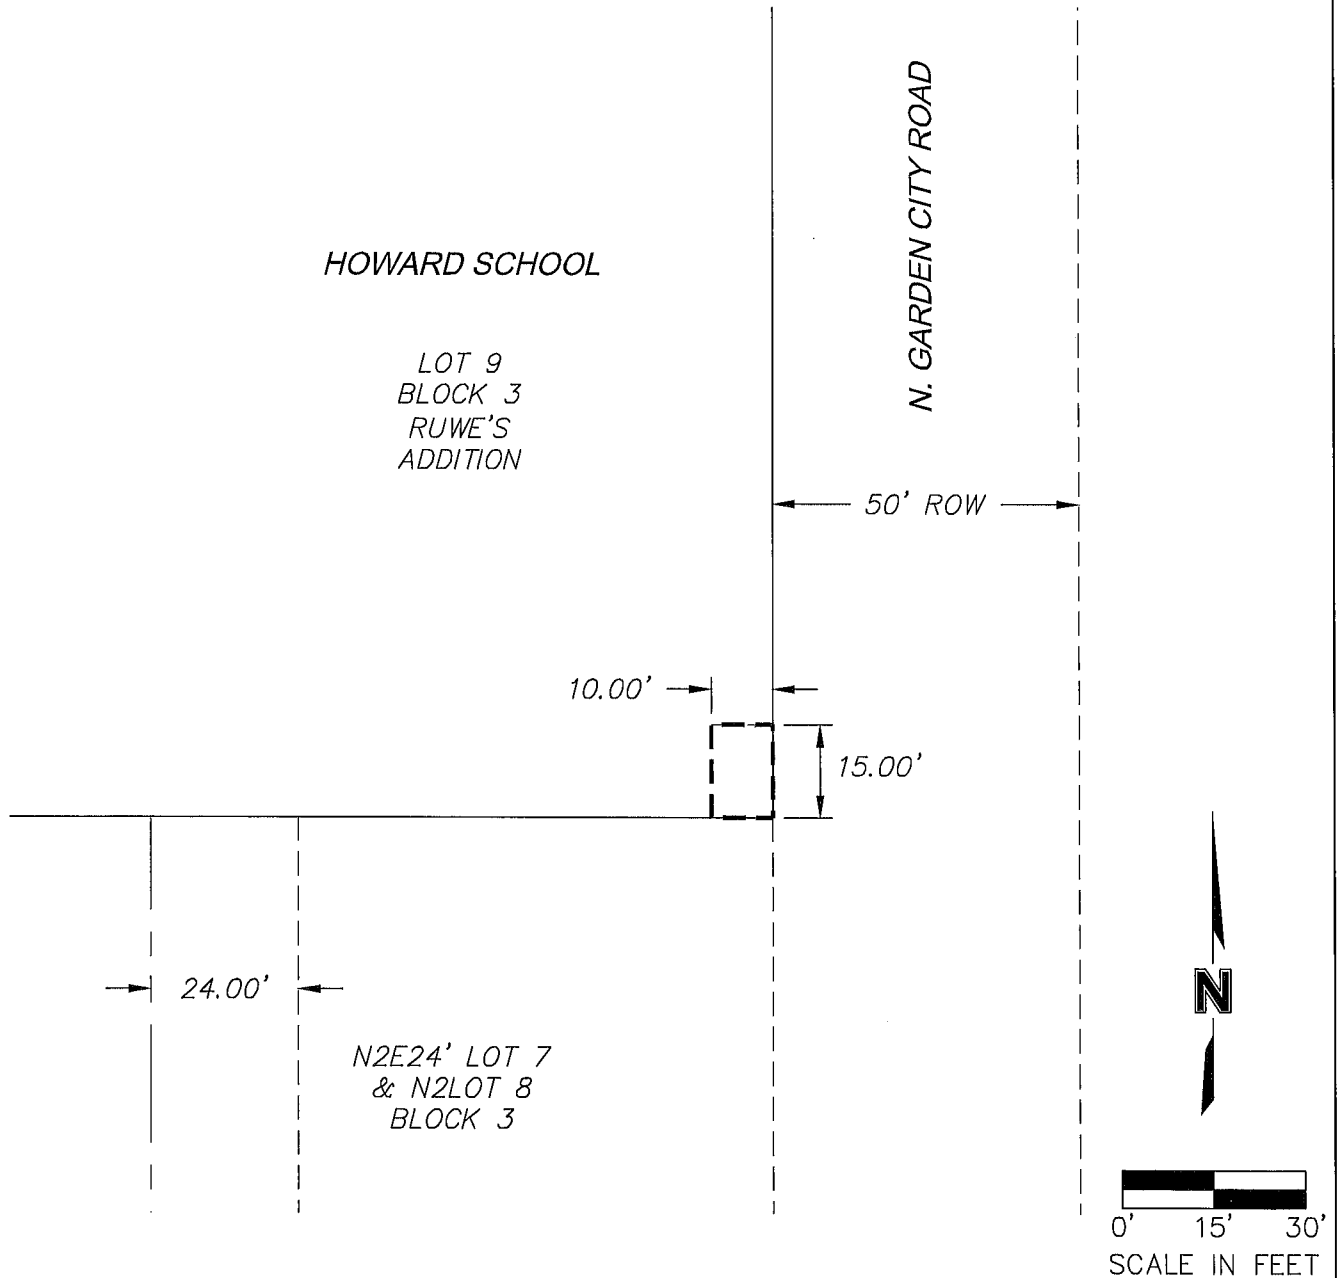 N. GARDEN CITY ROAD
HOWARD SCHOOL
LOT 9
BLOCK 3
RUWE'S
ADDITION
50' ROW
10.00'
15.00'
24.00'
N2E24' LOT 7
& N2LOT 8
BLOCK 3
N
0' 15' 30'
SCALE IN FEET